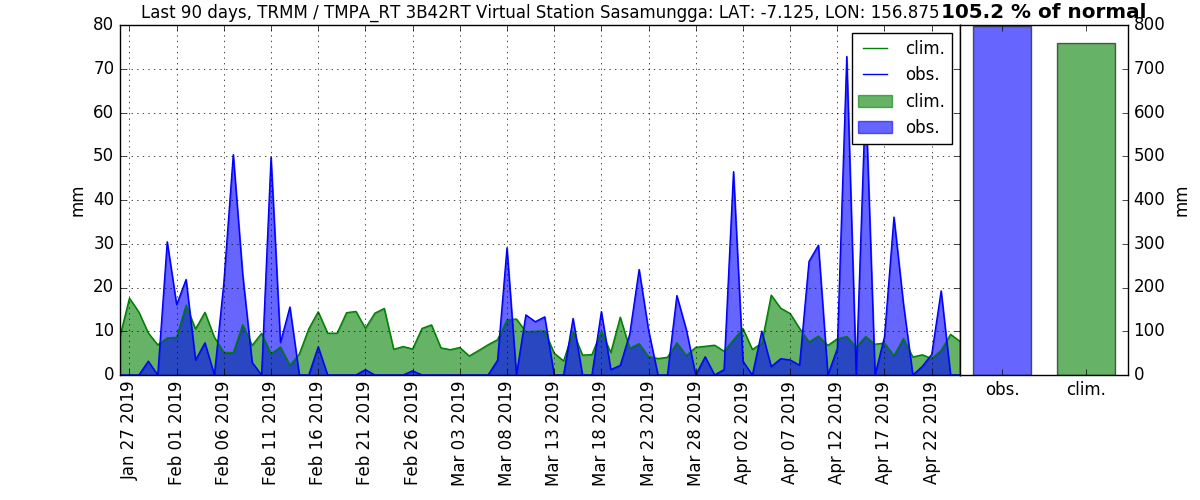 Last 90 days, TRMM / TMPA_RT 3B42RT Virtual Station Sasamungga: LAT: -7.125, LON: 156.875
105.2 % of normal
clim.
obs.
clim.
obs.
mm
80
70
60
50
40
30
20
10
0
Jan 27 2019
Feb 01 2019
Feb 06 2019
Feb 11 2019
Feb 16 2019
Feb 21 2019
Feb 26 2019
Mar 03 2019
Mar 08 2019
Mar 13 2019
Mar 18 2019
Mar 23 2019
Mar 28 2019
Apr 02 2019
Apr 07 2019
Apr 12 2019
Apr 17 2019
Apr 22 2019
800
700
600
500
400
300
200
100
0
mm
obs.
clim.